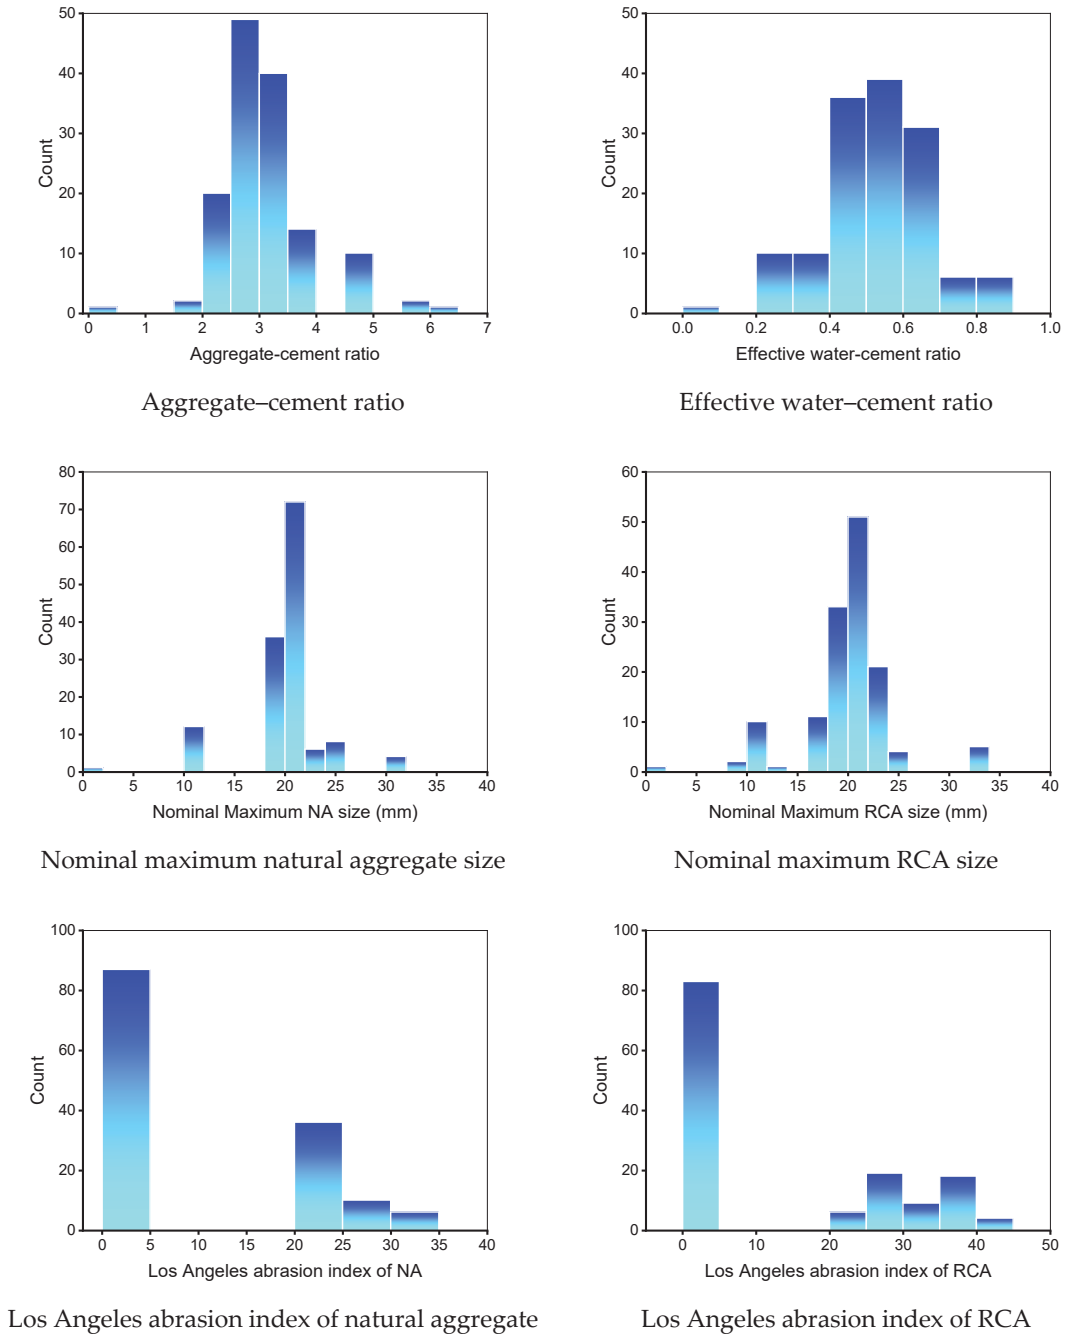 50
40
30
20
10
0
Count
0 1 2 3 4 5 6 7
Aggregate-cement ratio
Aggregate–cement ratio
50
40
30
20
10
0
Count
0.0 0.2 0.4 0.6 0.8 1.0
Effective water-cement ratio
Effective water–cement ratio
80
70
60
50
40
30
20
10
0
Count
0 5 10 15 20 25 30 35 40
Nominal Maximum NA size (mm)
Nominal maximum natural aggregate size
60
50
40
30
20
10
0
Count
0 5 10 15 20 25 30 35 40
Nominal Maximum RCA size (mm)
Nominal maximum RCA size
100
80
60
40
20
0
Count
0 5 10 15 20 25 30 35 40
Los Angeles abrasion index of NA
Los Angeles abrasion index of natural aggregate
100
80
60
40
20
0
Count
0 10 20 30 40 50
Los Angeles abrasion index of RCA
Los Angeles abrasion index of RCA